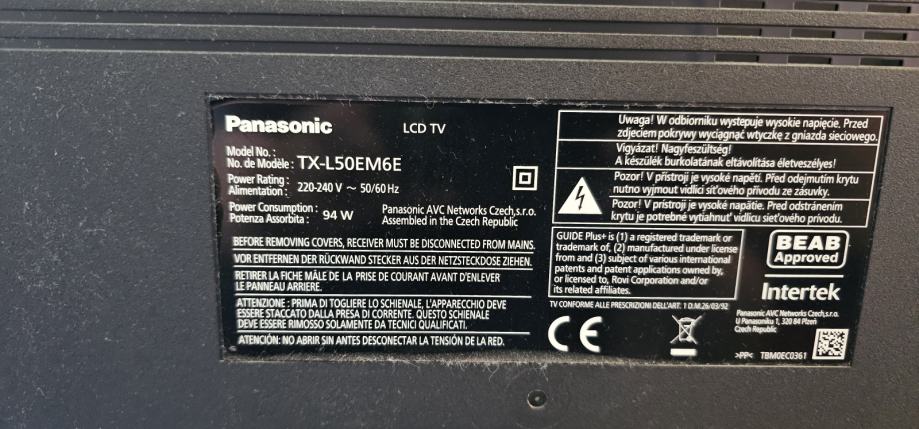 Panasonic
LCD TV
Model No. :
No. de Modèle : TX-L50EM6E
Power Rating :
Alimentation : 220-240 V ~ 50/60 Hz
Power Consumption :
Potenza Assorbita : 94 W
Panasonic AVC Networks Czech,s.r.o.
Assembled in the Czech Republic
BEFORE REMOVING COVERS, RECEIVER MUST BE DISCONNECTED FROM MAINS.
VOR ENTFERNEN DER RÜCKWAND STECKER AUS DER NETZSTECKDOSE ZIEHEN.
RETIRER LA FICHE MÂLE DE LA PRISE DE COURANT AVANT D'ENLEVER
LE PANNEAU ARRIERE.
ATTENZIONE : PRIMA DI TOGLIERE LO SCHIENALE, L'APPARECCHIO DEVE
ESSERE STACCATO DALLA PRESA DI CORRENTE. QUESTO SCHIENALE
DEVE ESSERE RIMOSSO SOLAMENTE DA TECNICI QUALIFICATI.
ATENCIÓN: NO ABRIR SIN ANTES DESCONECTAR LA TENSIÓN DE LA RED.
Uwaga! W odbiorniku wystepuje wysokie napięcie. Przed
zdjęciem pokrywy wyciągnąć wtyczkę z gniazda sieciowego.
Vigyázat! Nagyfeszültség!
A készülék burkolatának eltávolítása életveszélyes!
Pozor! V přístroji je vysoké napětí. Před odejmutím krytu
nutno vyjmout vidlici síťového přívodu ze zásuvky.
Pozor! V prístroji je vysoké napätie. Pred odstránením
krytu je potrebné vytiahnuť vidlicu sieťového prívodu.
GUIDE Plus+ is (1) a registered trademark or
trademark of, (2) manufactured under license
from and (3) subject of various international
patents and patent applications owned by,
or licensed to, Rovi Corporation and/or
its related affiliates.
BEAB
Approved
Intertek
TV CONFORME ALLE PRESCRIZIONI DELL'ART. 1 D.M.26/03/92
CE
Panasonic AVC Networks Czech,s.r.o.
U Panasoniku 1, 320 84 Plzeň
Czech Republic
>PP< TBM0EC0361